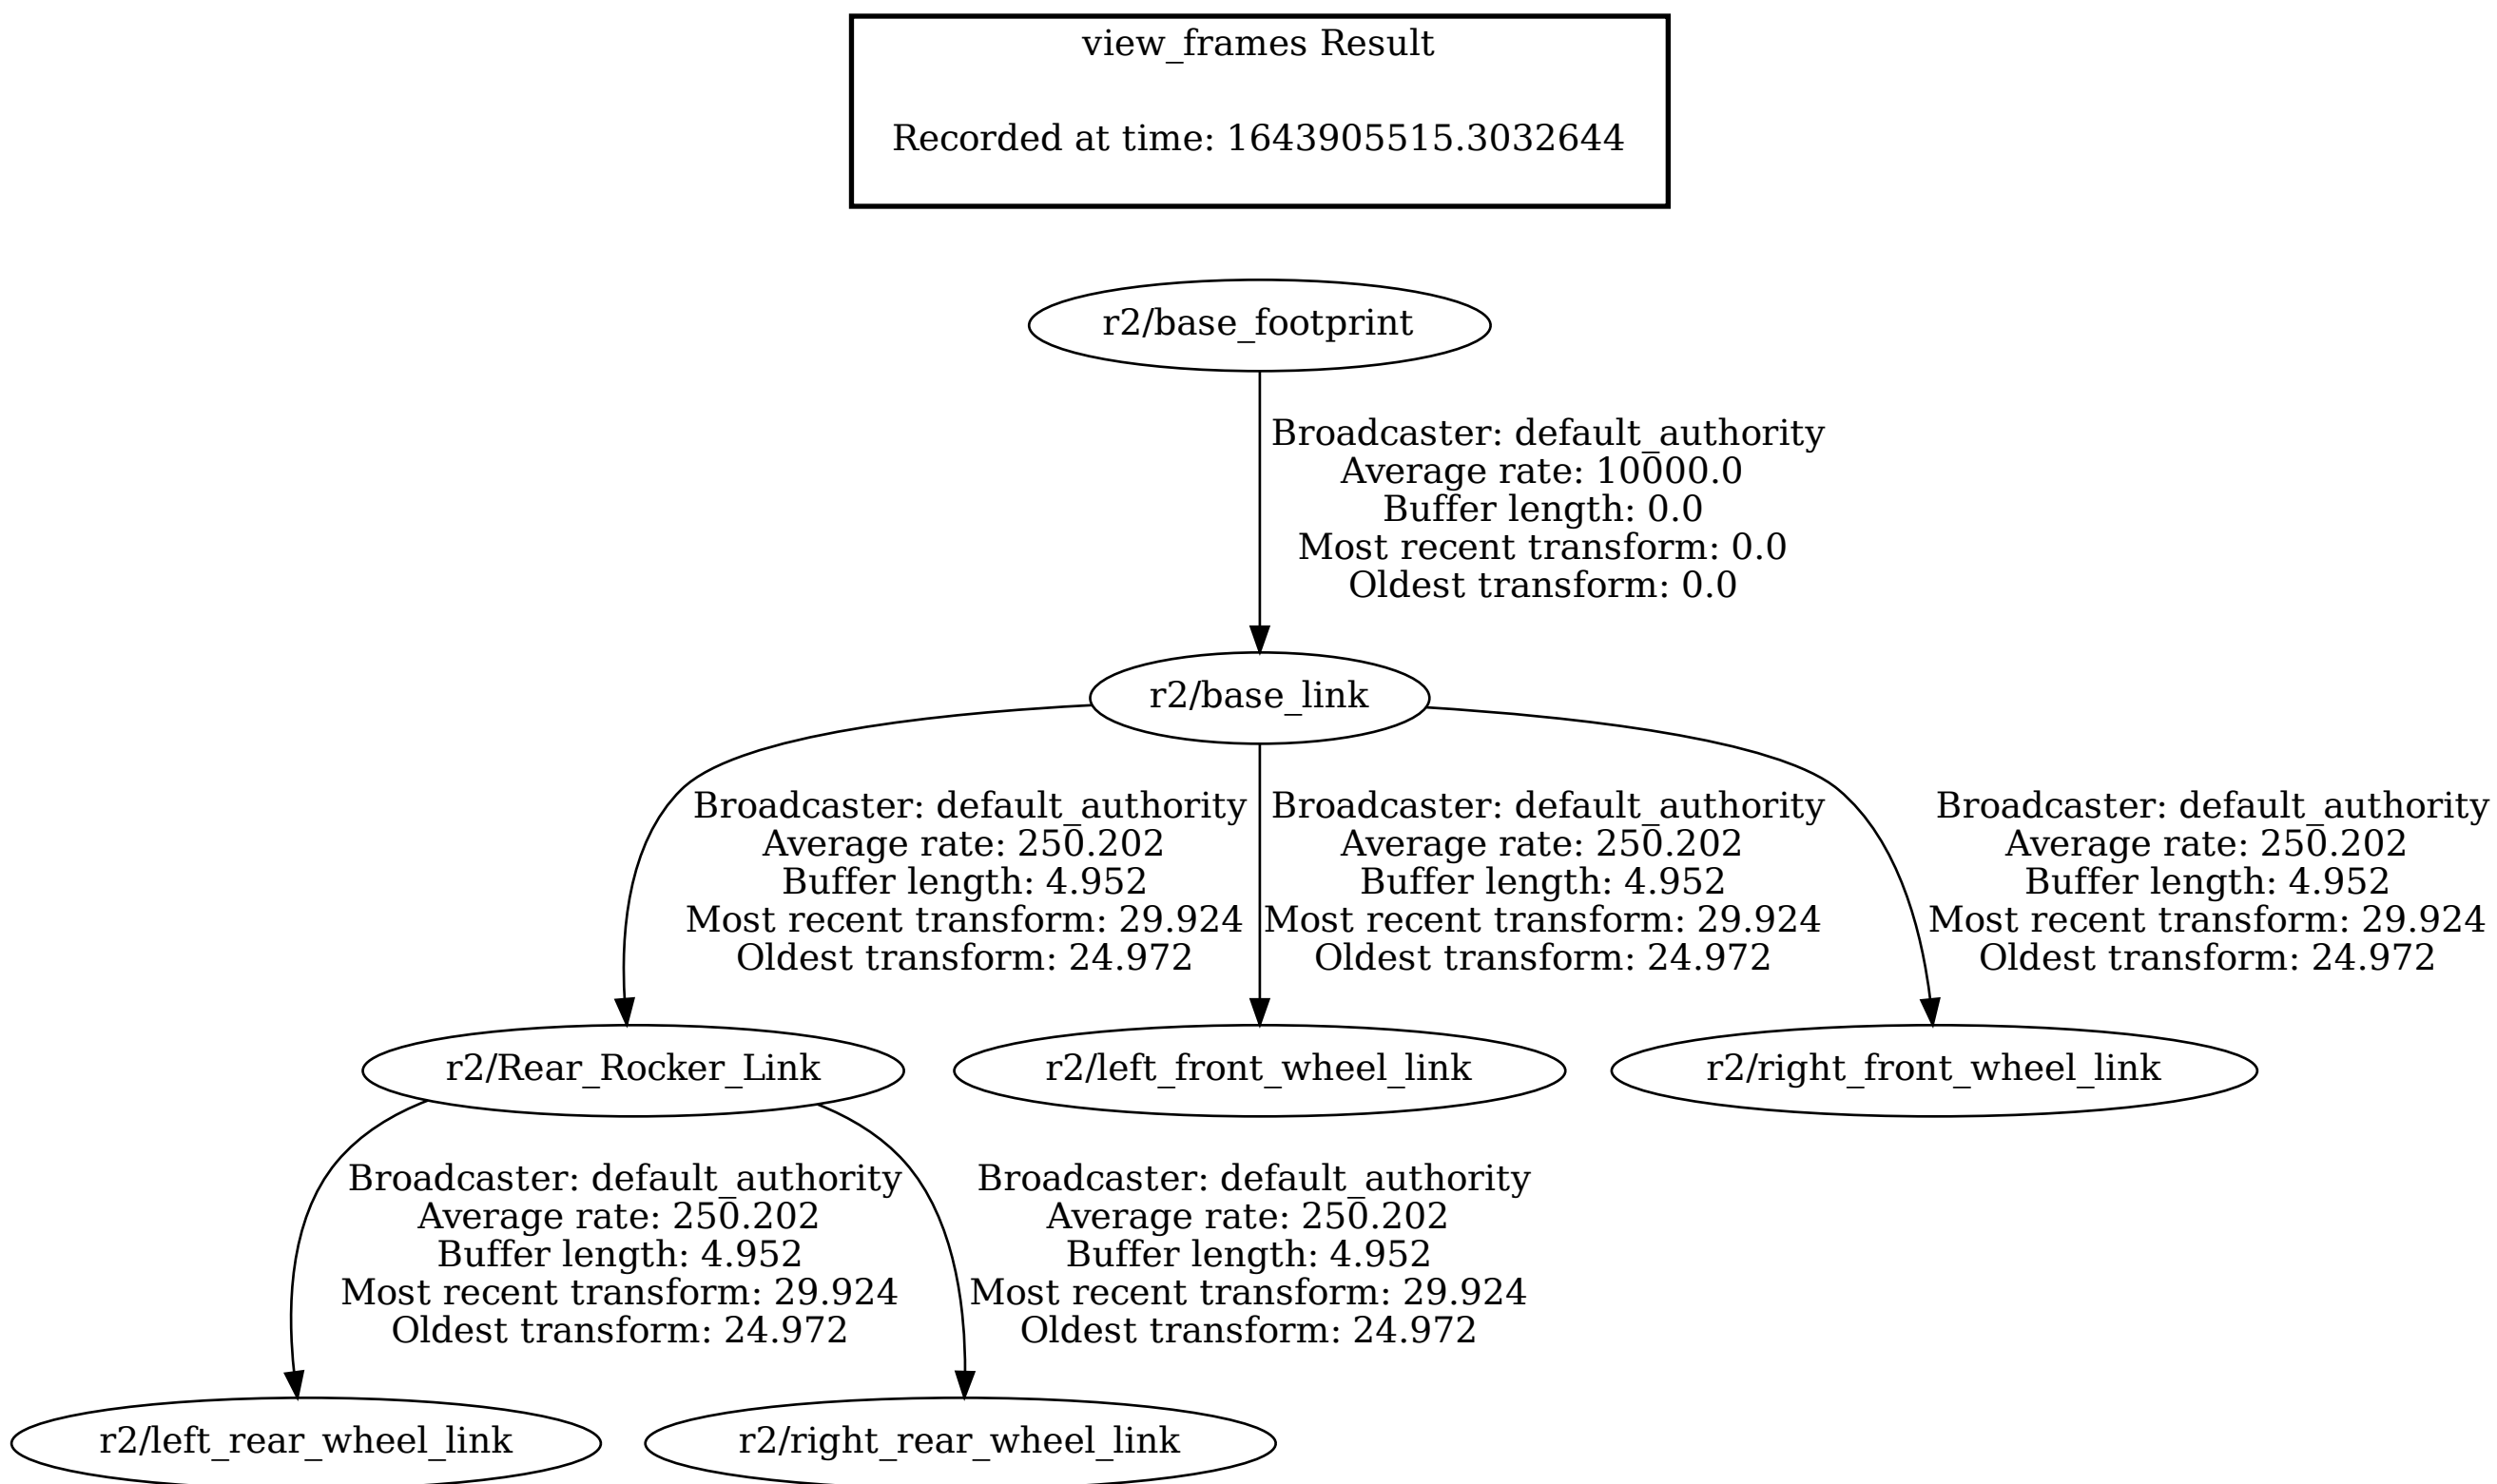 view_frames Result
Recorded at time: 1643905515.3032644
r2/base_footprint
Broadcaster: default_authority
Average rate: 10000.0
Buffer length: 0.0
Most recent transform: 0.0
Oldest transform: 0.0
r2/base_link
Broadcaster: default_authority
Average rate: 250.202
Buffer length: 4.952
Most recent transform: 29.924
Oldest transform: 24.972
Broadcaster: default_authority
Average rate: 250.202
Buffer length: 4.952
Most recent transform: 29.924
Oldest transform: 24.972
Broadcaster: default_authority
Average rate: 250.202
Buffer length: 4.952
Most recent transform: 29.924
Oldest transform: 24.972
r2/Rear_Rocker_Link
r2/left_front_wheel_link
r2/right_front_wheel_link
Broadcaster: default_authority
Average rate: 250.202
Buffer length: 4.952
Most recent transform: 29.924
Oldest transform: 24.972
Broadcaster: default_authority
Average rate: 250.202
Buffer length: 4.952
Most recent transform: 29.924
Oldest transform: 24.972
r2/left_rear_wheel_link
r2/right_rear_wheel_link